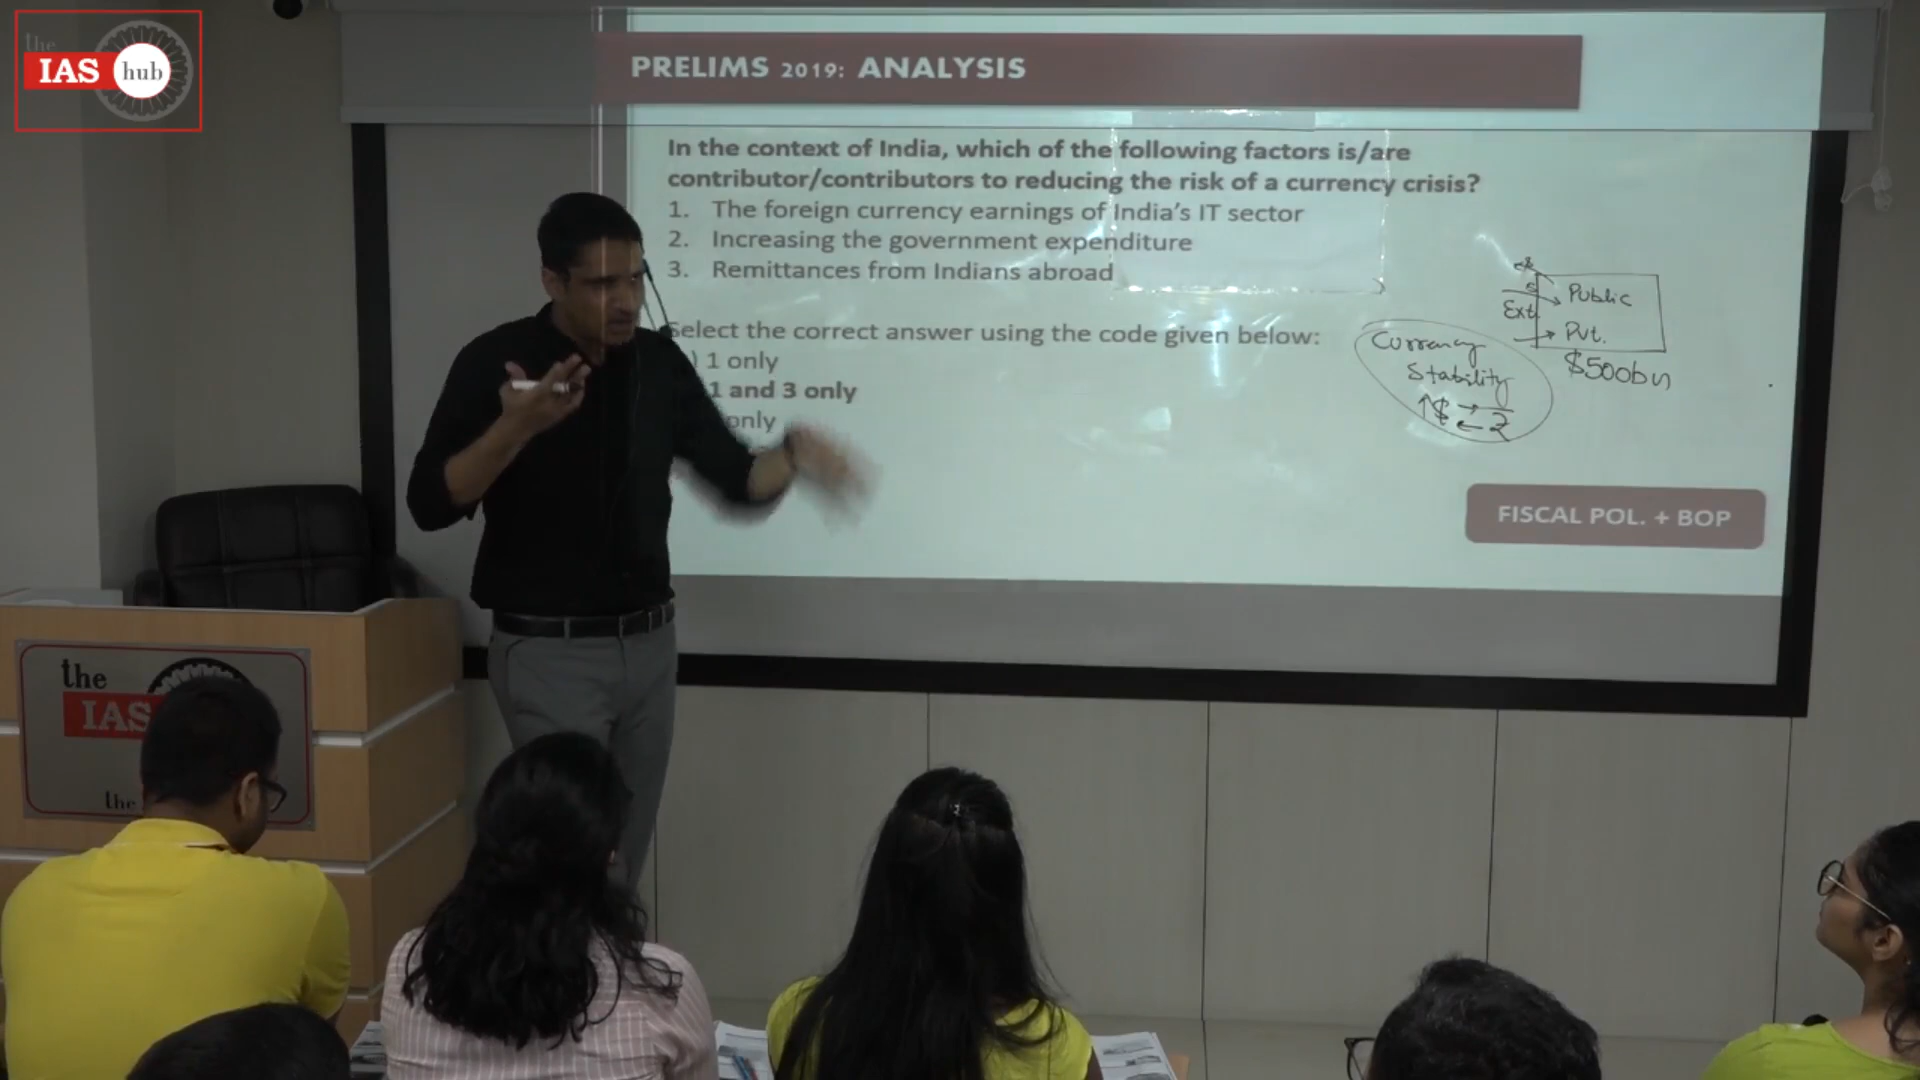 the
IAS hub
PRELIMS 2019: ANALYSIS
In the context of India, which of the following factors is/are
contributor/contributors to reducing the risk of a currency crisis?
1. The foreign currency earnings of India's IT sector
2. Increasing the government expenditure
3. Remittances from Indians abroad
Select the correct answer using the code given below:
) 1 only
1 and 3 only
only
Public
Ext.
Pvt.
$500bn
Currency
Stability
↑$ → ₹
←
FISCAL POL. + BOP
the
IAS
the